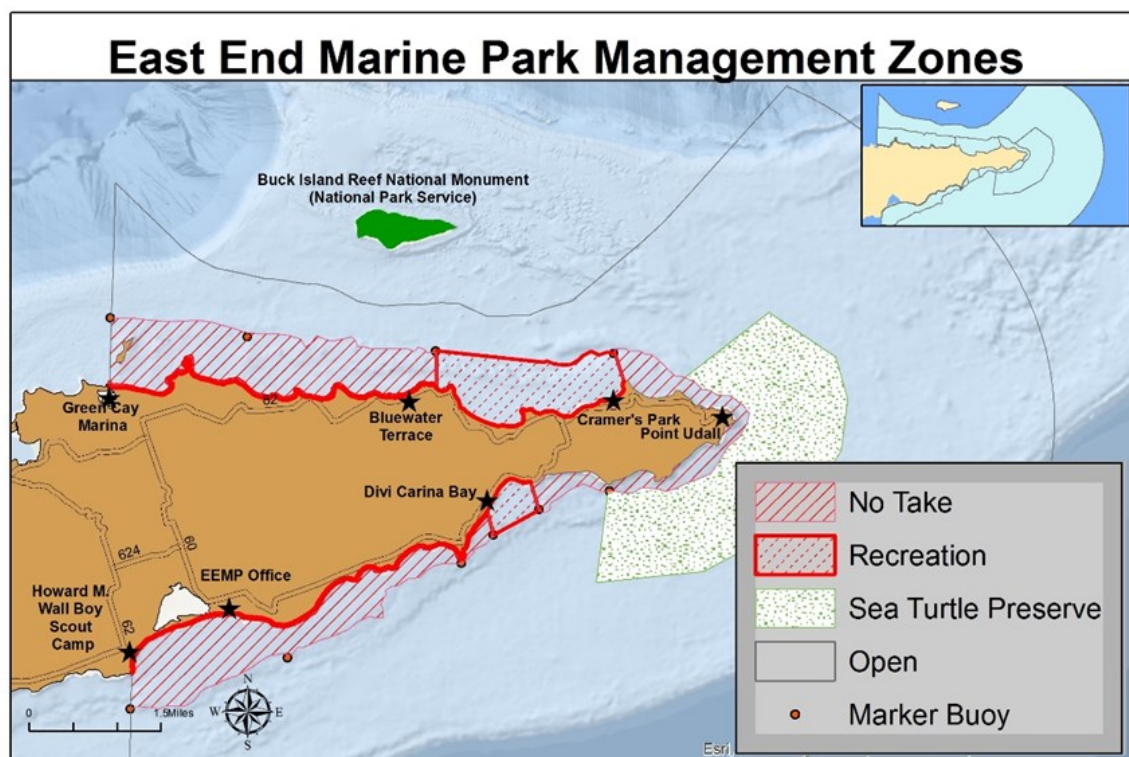 East End Marine Park Management Zones
Buck Island Reef National Monument
(National Park Service)
Green Cay
Marina
62
Bluewater
Terrace
Cramer's Park
Point Udall
Divi Carina Bay
624
60
EEMP Office
Howard M.
Wall Boy
Scout
Camp
62
N
W
E
S
0
1.5Miles
No Take
Recreation
Sea Turtle Preserve
Open
Marker Buoy
Esri,